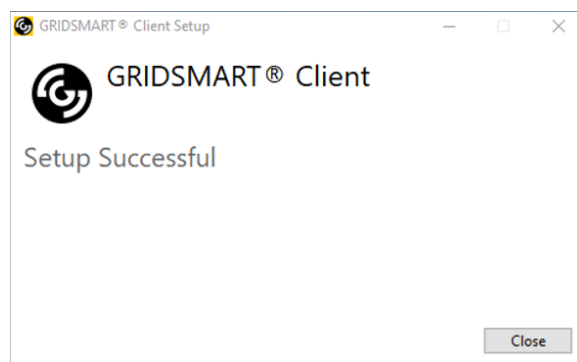 GRIDSMART® Client Setup
GRIDSMART® Client
Setup Successful
Close